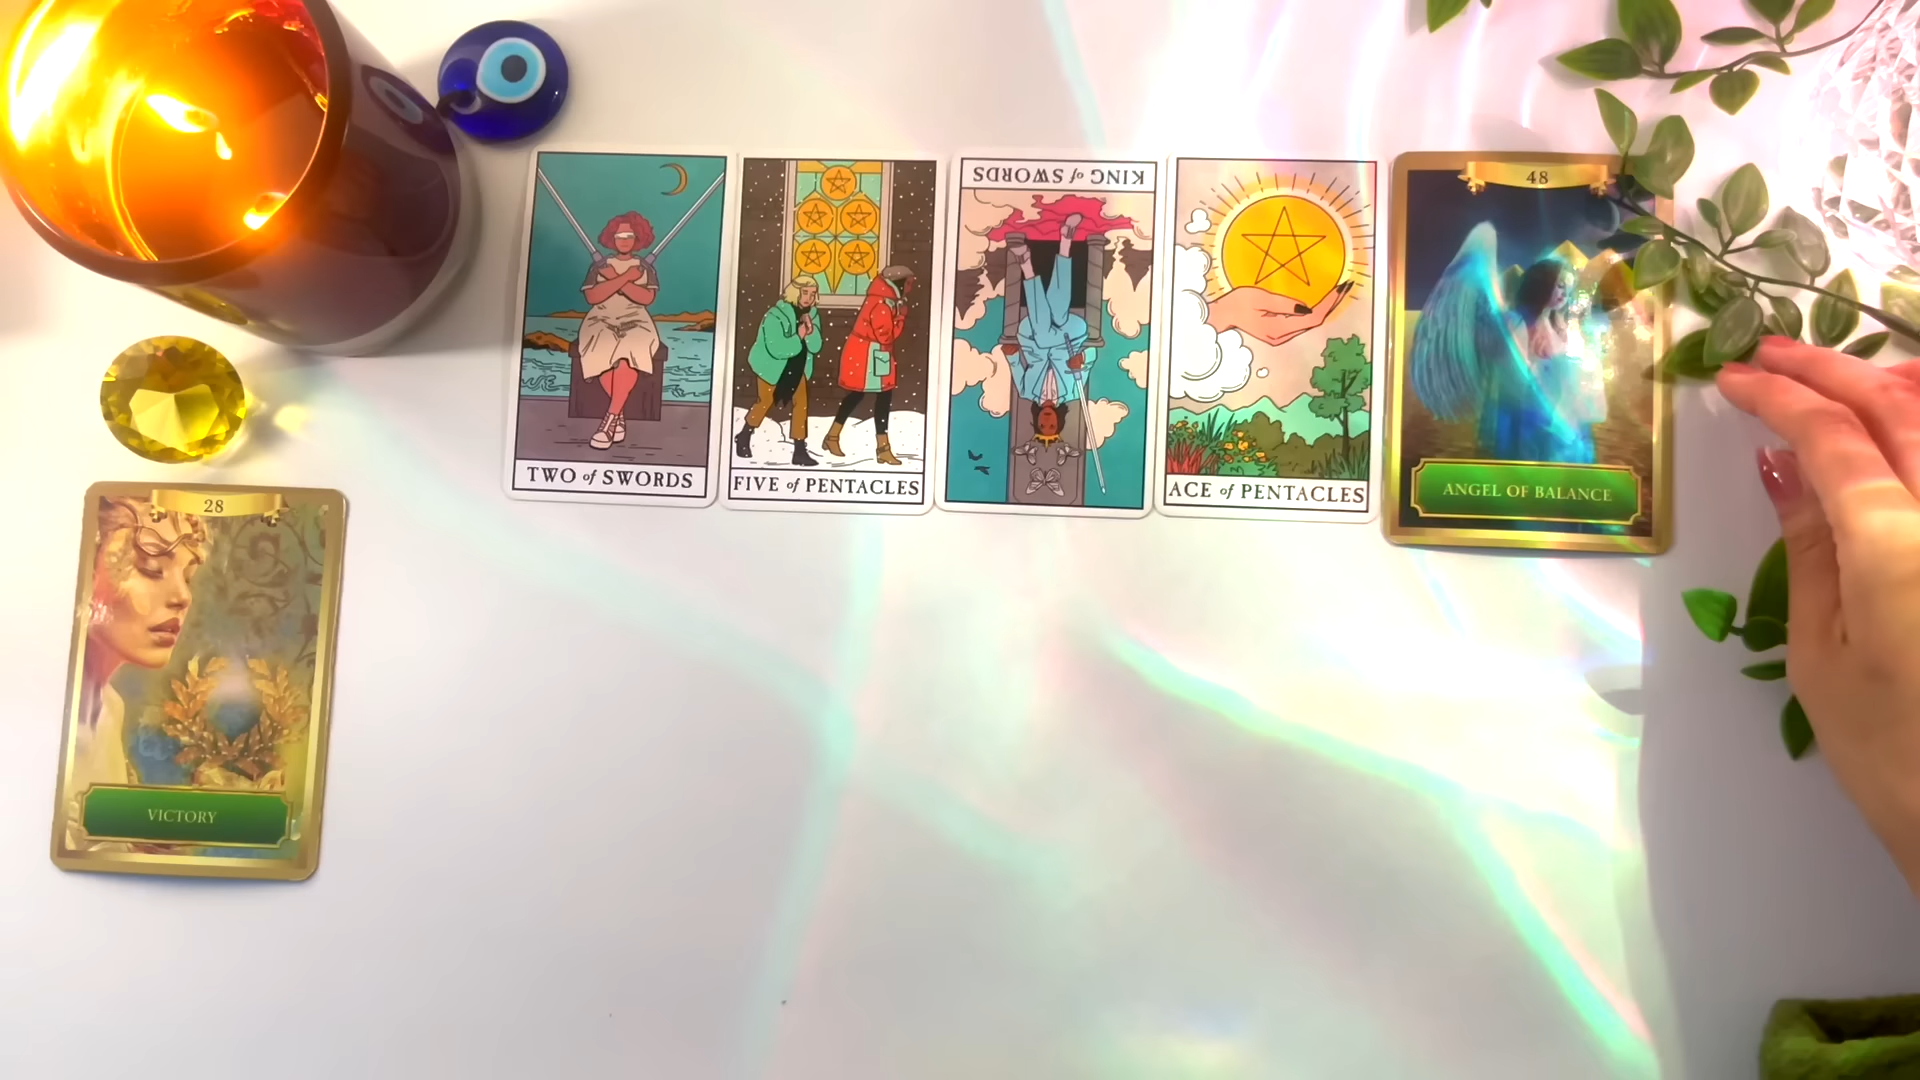 TWO of SWORDS
FIVE of PENTACLES
KING of SWORDS
ACE of PENTACLES
48
ANGEL OF BALANCE
28
VICTORY